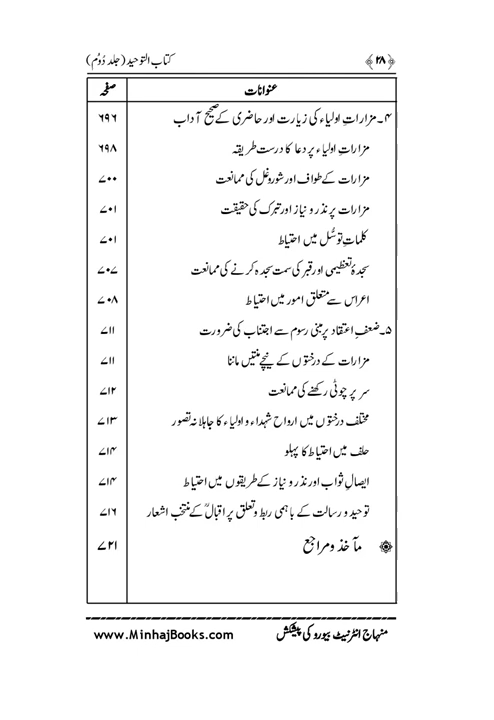 کتاب التوحید (جلد دُوُم) ﴿۲۸﴾
عنوانات صفحہ
۴۔ مزاراتِ اولیاء کی زیارت اور حاضری کے صحیح آداب ۶۹۶
مزاراتِ اولیاء پر دعا کا درست طریقہ ۶۹۸
مزارات کے طواف اور شور و غل کی ممانعت ۷۰۰
مزارات پر نذر و نیاز اور تبرک کی حقیقت ۷۰۱
کلماتِ توسُّل میں احتیاط ۷۰۱
سجدۂ تعظیمی اور قبر کی سمت سجدہ کرنے کی ممانعت ۷۰۷
اعراس سے متعلق امور میں احتیاط ۷۰۸
۵۔ ضعفِ اعتقاد پر مبنی رسوم سے اجتناب کی ضرورت ۷۱۱
مزارات کے درختوں کے نیچے منتیں ماننا ۷۱۱
سر پر چوٹی رکھنے کی ممانعت ۷۱۲
مختلف درختوں میں ارواحِ شہداء و اولیاء کا جاہلانہ تصور ۷۱۳
حلف میں احتیاط کا پہلو ۷۱۴
ایصالِ ثواب اور نذر و نیاز کے طریقوں میں احتیاط ۷۱۴
توحید و رسالت کے باہمی ربط و تعلق پر اقبالؒ کے منتخب اشعار ۷۱۶
مآخذ و مراجع ۷۲۱
منہاج انٹرنیٹ بیورو کی پیشکش www.MinhajBooks.com